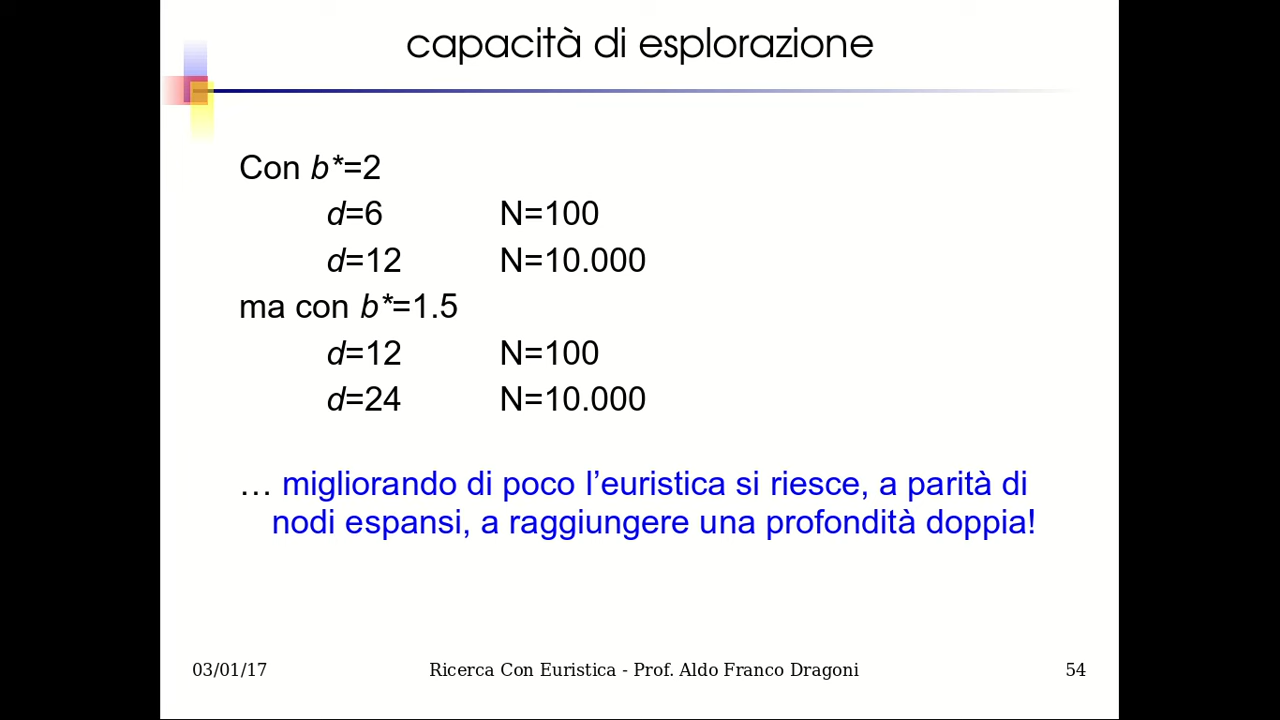 capacità di esplorazione
Con b*=2
d=6 N=100
d=12 N=10.000
ma con b*=1.5
d=12 N=100
d=24 N=10.000
… migliorando di poco l’euristica si riesce, a parità di
nodi espansi, a raggiungere una profondità doppia!
03/01/17 Ricerca Con Euristica - Prof. Aldo Franco Dragoni 54